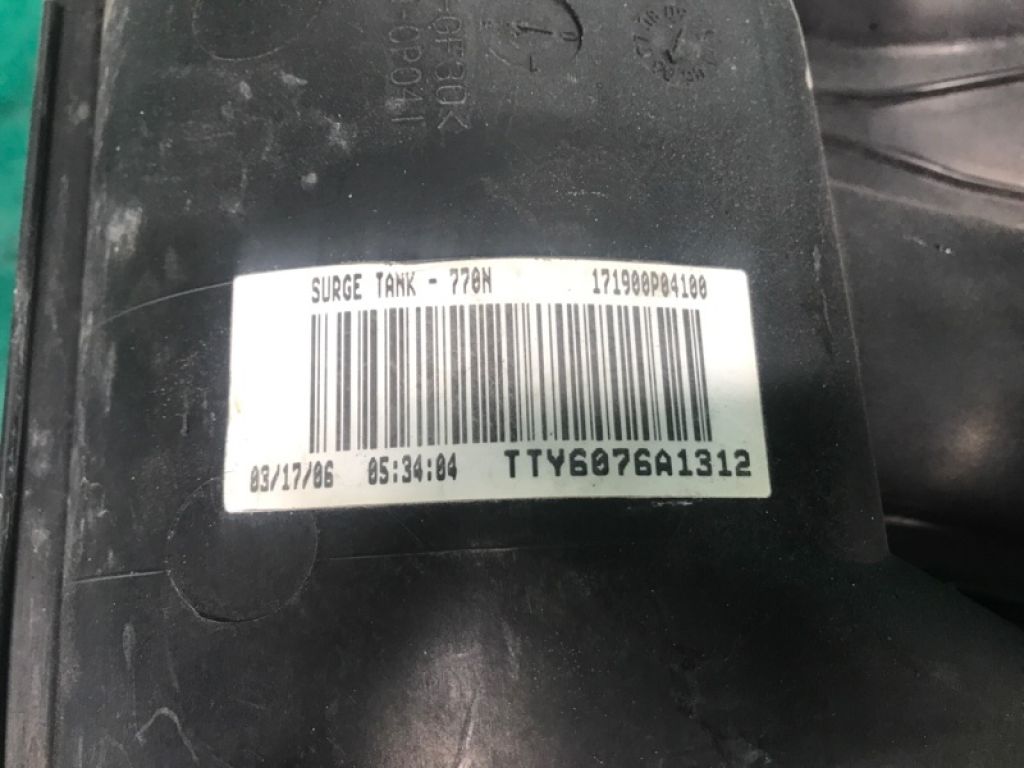 SURGE TANK - 770N 171900P04100
03/17/06 05:34:04 TTY6076A1312